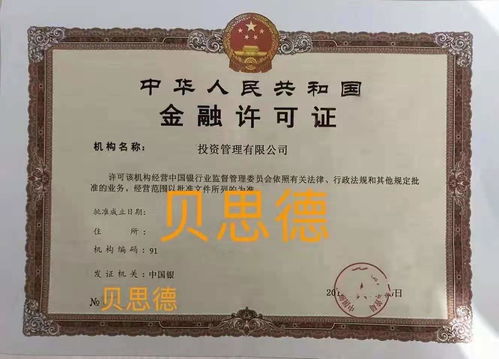 中华人民共和国
金融许可证
机构名称： 投资管理有限公司
许可该机构经营中国银行业监督管理委员会依照有关法律、行政法规和其他规定批
准的业务，经营范围以批准文件所列的为准。
贝思德
批准成立日期：
住 所：
机构编码：91
发证机关：中国银
201 日
№
贝思德